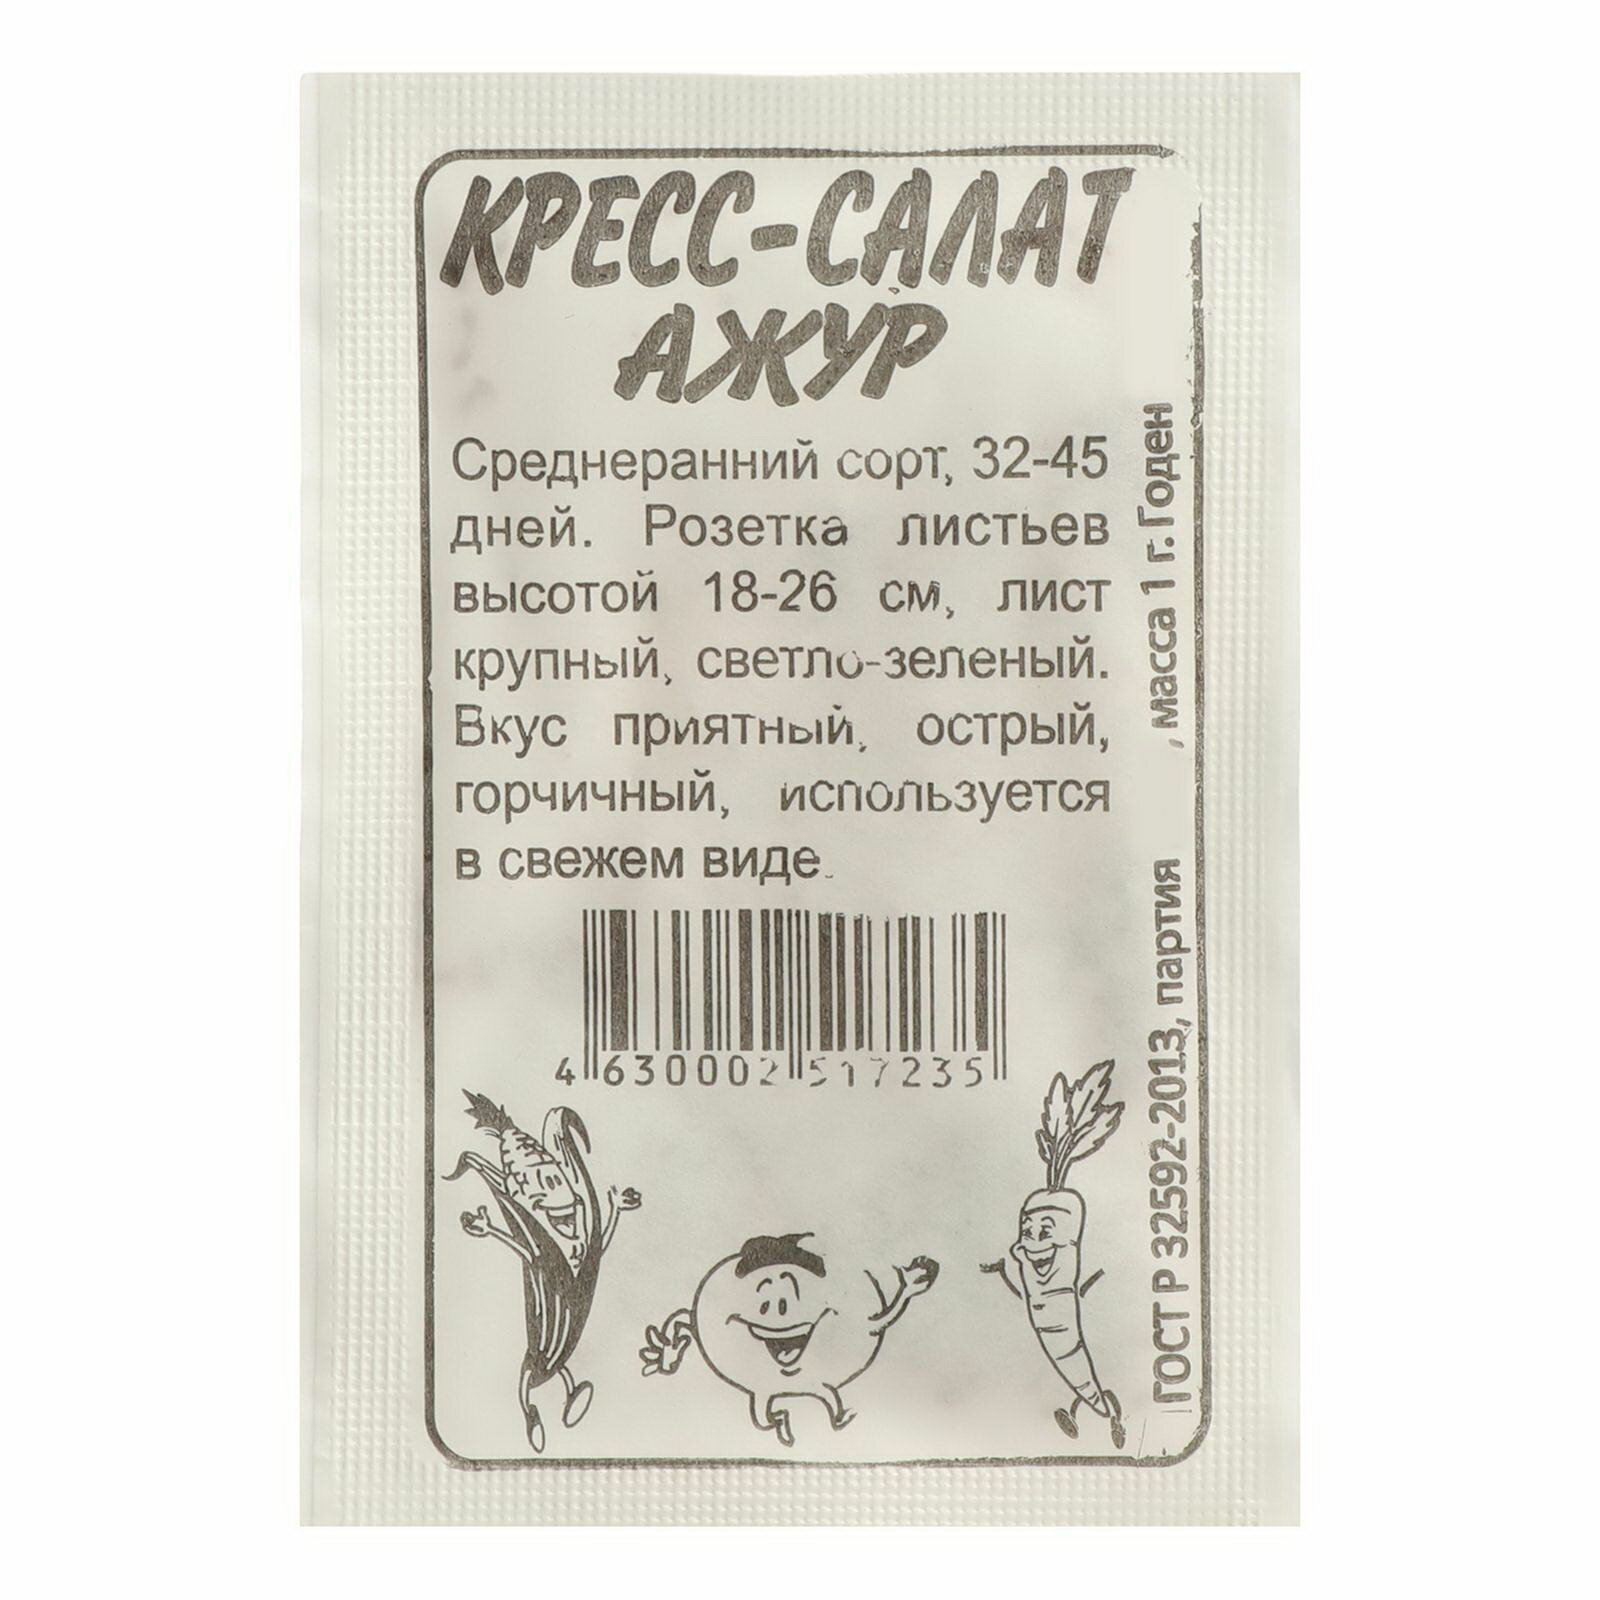 КРЕСС-САЛАТ
АЖУР
Среднеранний сорт, 32-45
дней. Розетка листьев
высотой 18-26 см, лист
крупный, светло-зеленый.
Вкус приятный, острый,
горчичный, используется
в свежем виде.
4 630002 517235
ГОСТ Р 32592-2013, партия , масса 1 г. Годен